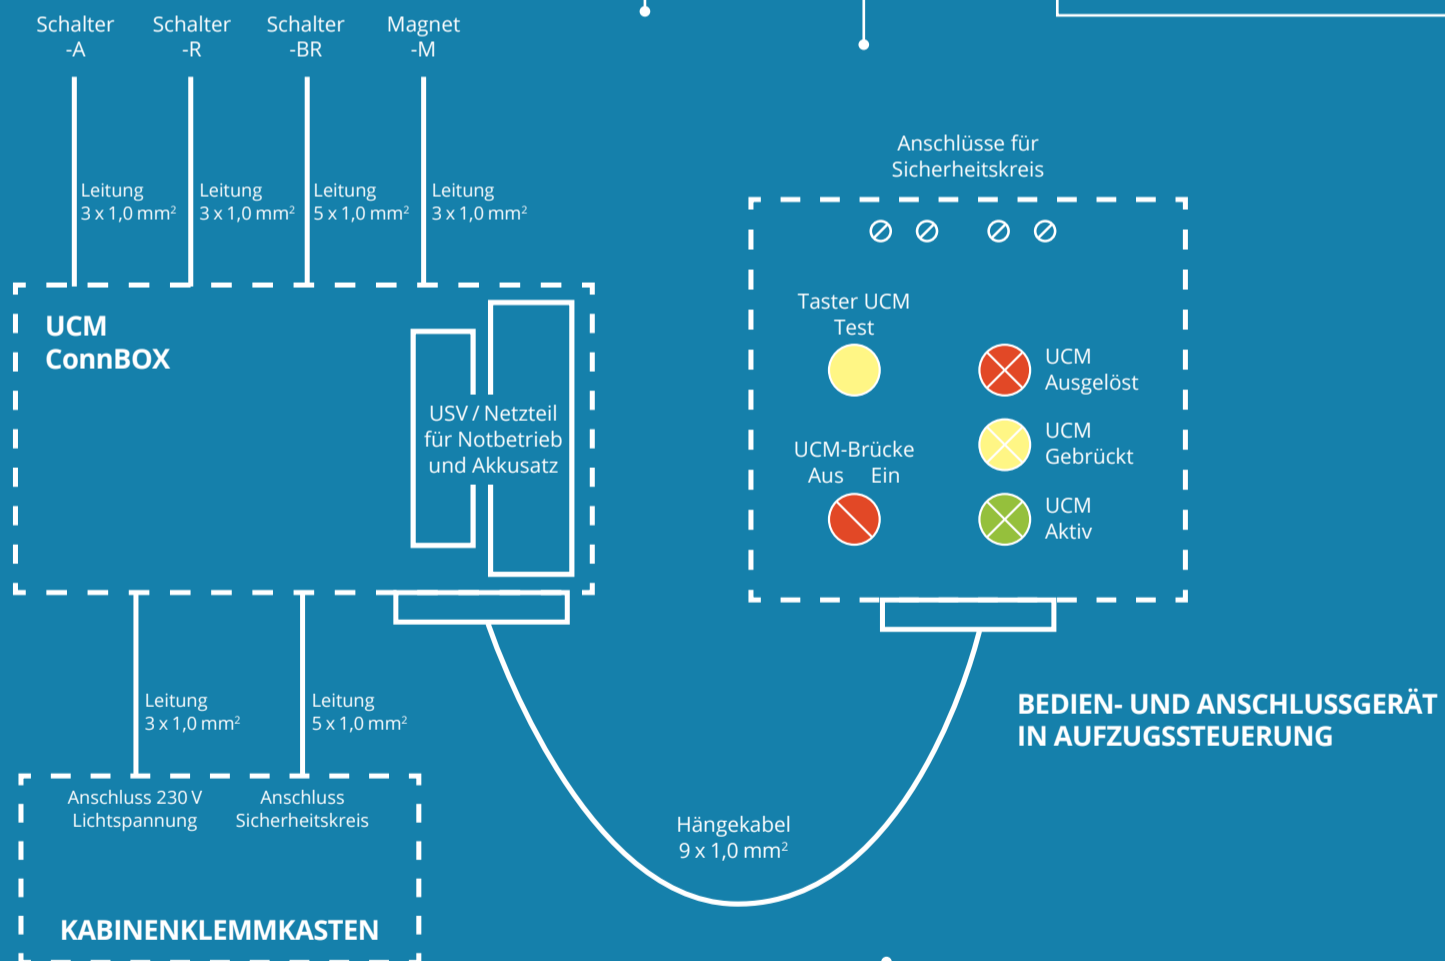 Schalter
-A
Schalter
-R
Schalter
-BR
Magnet
-M
Leitung
3 x 1,0 mm²
Leitung
3 x 1,0 mm²
Leitung
5 x 1,0 mm²
Leitung
3 x 1,0 mm²
UCM
ConnBOX
USV / Netzteil
für Notbetrieb
und Akkusatz
Anschlüsse für
Sicherheitskreis
Taster UCM
Test
UCM
Ausgelöst
UCM
Gebrückt
UCM-Brücke
Aus Ein
UCM
Aktiv
Leitung
3 x 1,0 mm²
Leitung
5 x 1,0 mm²
BEDIEN- UND ANSCHLUSSGERÄT
IN AUFZUGSSTEUERUNG
Anschluss 230 V
Lichtspannung
Anschluss
Sicherheitskreis
Hängekabel
9 x 1,0 mm²
KABINENKLEMMKASTEN